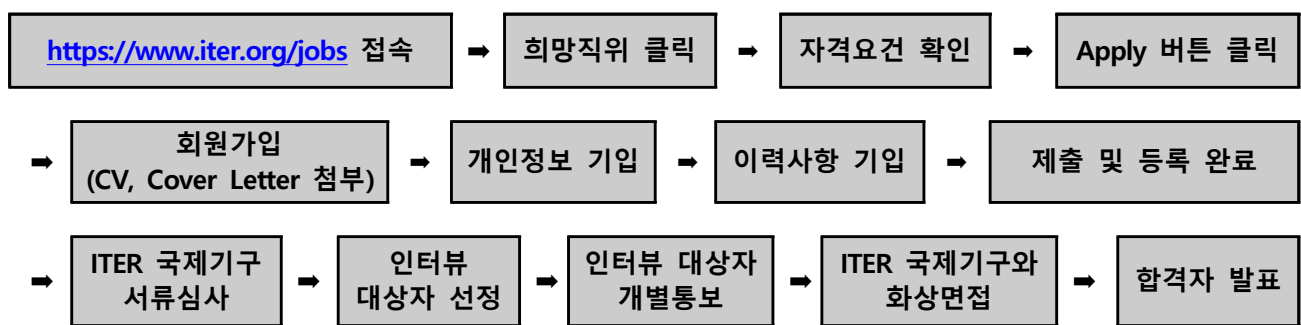 https://www.iter.org/jobs 접속 ➡ 희망직위 클릭 ➡ 자격요건 확인 ➡ Apply 버튼 클릭
➡ 회원가입
(CV, Cover Letter 첨부) ➡ 개인정보 기입 ➡ 이력사항 기입 ➡ 제출 및 등록 완료
➡ ITER 국제기구
서류심사 ➡ 인터뷰
대상자 선정 ➡ 인터뷰 대상자
개별통보 ➡ ITER 국제기구와
화상면접 ➡ 합격자 발표